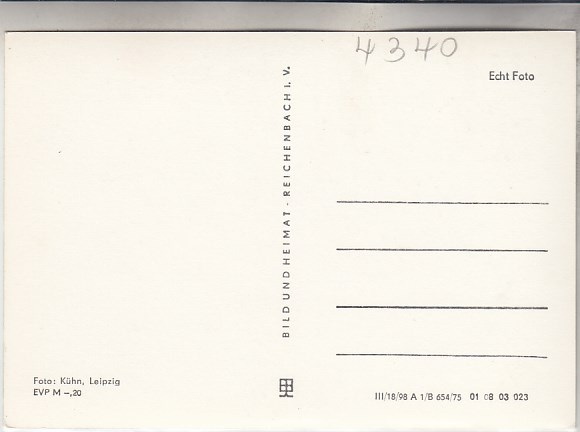 4340
Echt Foto
BILD UND HEIMAT · REICHENBACH I. V.
Foto: Kühn, Leipzig
EVP M –,20
III/18/98 A 1/B 654/75 01 08 03 023